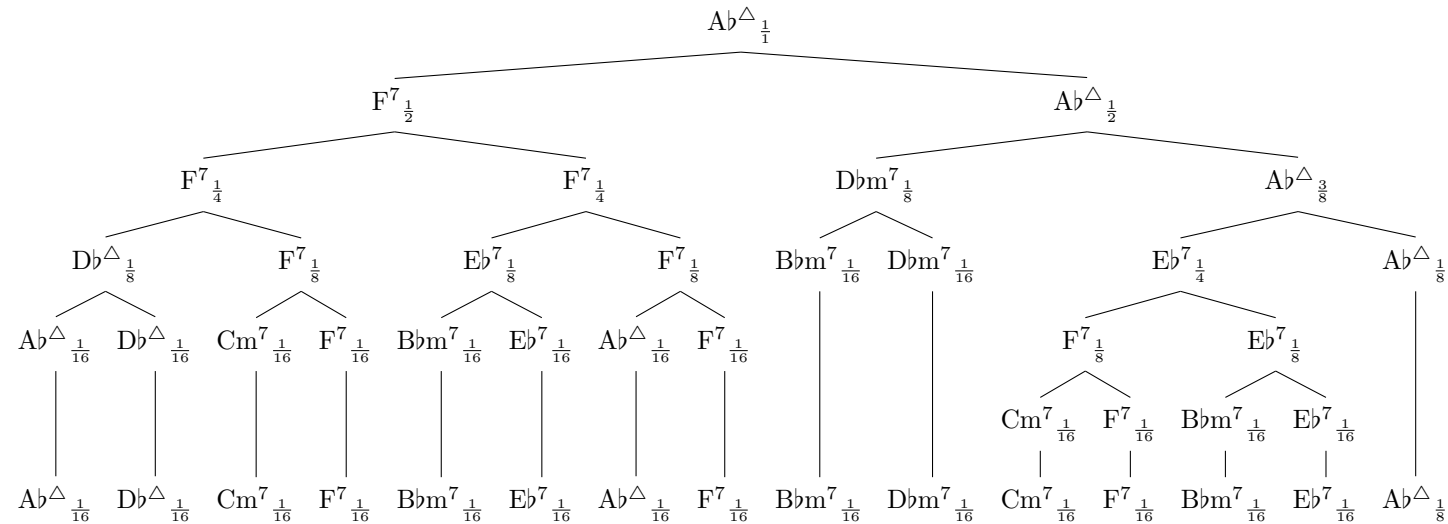 A♭△ 1/1
F7 1/2 A♭△ 1/2
F7 1/4 F7 1/4 D♭m7 1/8 A♭△ 3/8
D♭△ 1/8 F7 1/8 E♭7 1/8 F7 1/8 B♭m7 1/16 D♭m7 1/16 E♭7 1/4 A♭△ 1/8
A♭△ 1/16 D♭△ 1/16 Cm7 1/16 F7 1/16 B♭m7 1/16 E♭7 1/16 A♭△ 1/16 F7 1/16 F7 1/8 E♭7 1/8
Cm7 1/16 F7 1/16 B♭m7 1/16 E♭7 1/16
A♭△ 1/16 D♭△ 1/16 Cm7 1/16 F7 1/16 B♭m7 1/16 E♭7 1/16 A♭△ 1/16 F7 1/16 B♭m7 1/16 D♭m7 1/16 Cm7 1/16 F7 1/16 B♭m7 1/16 E♭7 1/16 A♭△ 1/8